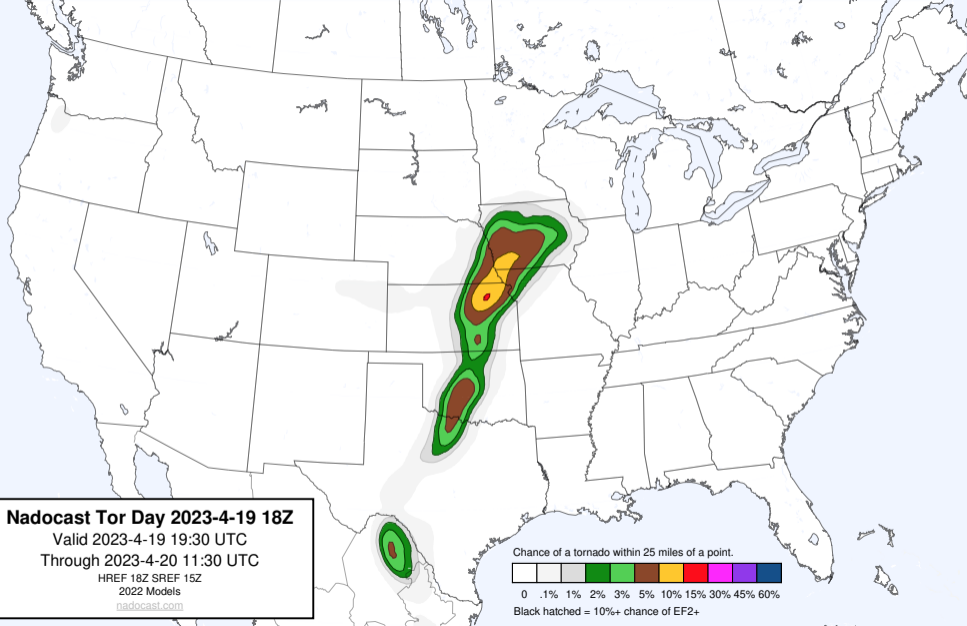 Nadocast Tor Day 2023-4-19 18Z
Valid 2023-4-19 19:30 UTC
Through 2023-4-20 11:30 UTC
HREF 18Z SREF 15Z
2022 Models
nadocast.com
Chance of a tornado within 25 miles of a point.
0 .1% 1% 2% 3% 5% 10% 15% 30% 45% 60%
Black hatched = 10%+ chance of EF2+